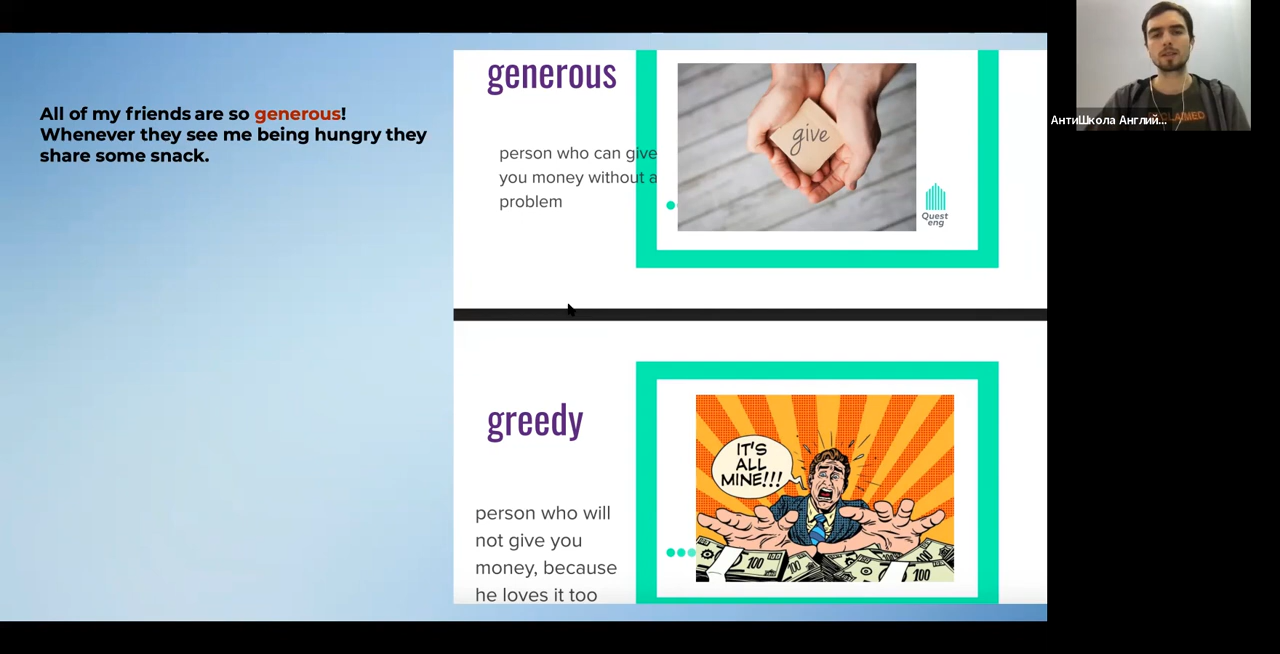 All of my friends are so generous!
Whenever they see me being hungry they
share some snack.
generous
person who can give
you money without a
problem
give
Quest
eng
greedy
person who will
not give you
money, because
he loves it too
IT'S
ALL
MINE!!!
100
100
АнтиШкола Англий...
CLAIMED